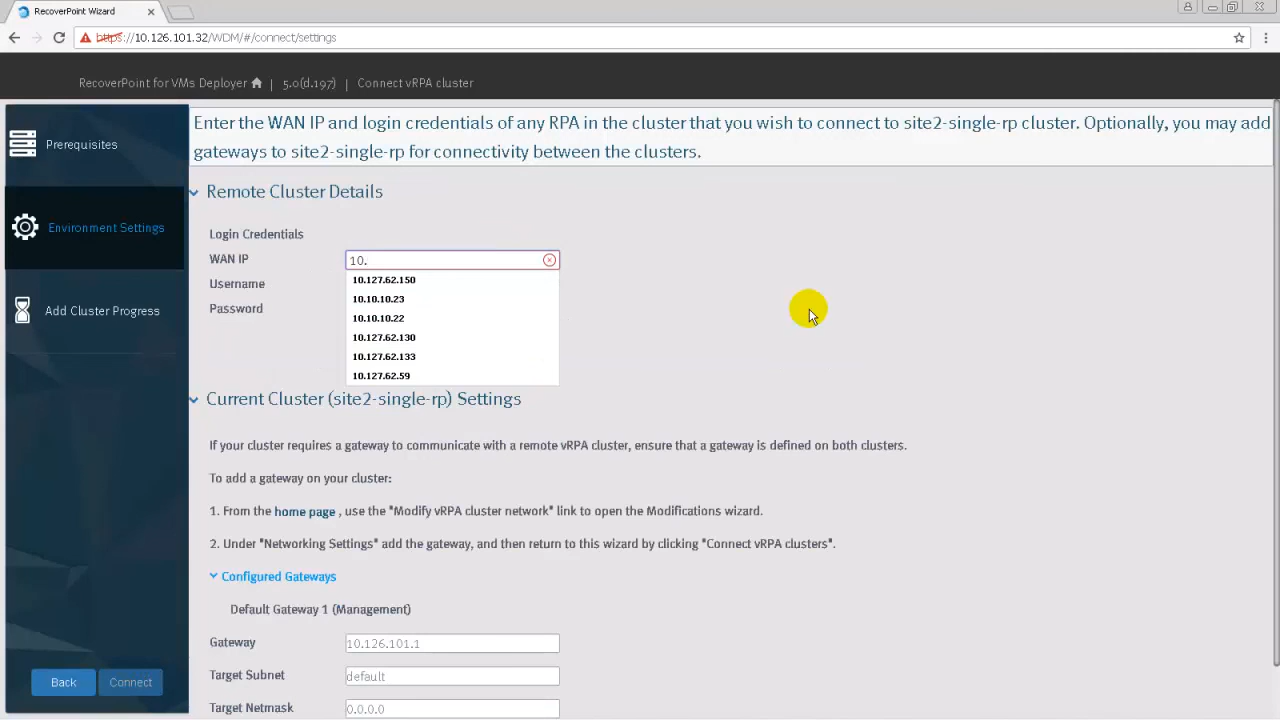 RecoverPoint Wizard
https://10.126.101.32/WDM/#/connect/settings
RecoverPoint for VMs Deployer | 5.0(d.197) | Connect vRPA cluster
Prerequisites
Environment Settings
Add Cluster Progress
Back
Connect
Enter the WAN IP and login credentials of any RPA in the cluster that you wish to connect to site2-single-rp cluster. Optionally, you may add
gateways to site2-single-rp for connectivity between the clusters.
Remote Cluster Details
Login Credentials
WAN IP
10.
Username
Password
10.127.62.150
10.10.10.23
10.10.10.22
10.127.62.130
10.127.62.133
10.127.62.59
Current Cluster (site2-single-rp) Settings
If your cluster requires a gateway to communicate with a remote vRPA cluster, ensure that a gateway is defined on both clusters.
To add a gateway on your cluster:
1. From the home page , use the "Modify vRPA cluster network" link to open the Modifications wizard.
2. Under "Networking Settings" add the gateway, and then return to this wizard by clicking "Connect vRPA clusters".
Configured Gateways
Default Gateway 1 (Management)
Gateway 10.126.101.1
Target Subnet default
Target Netmask 0.0.0.0